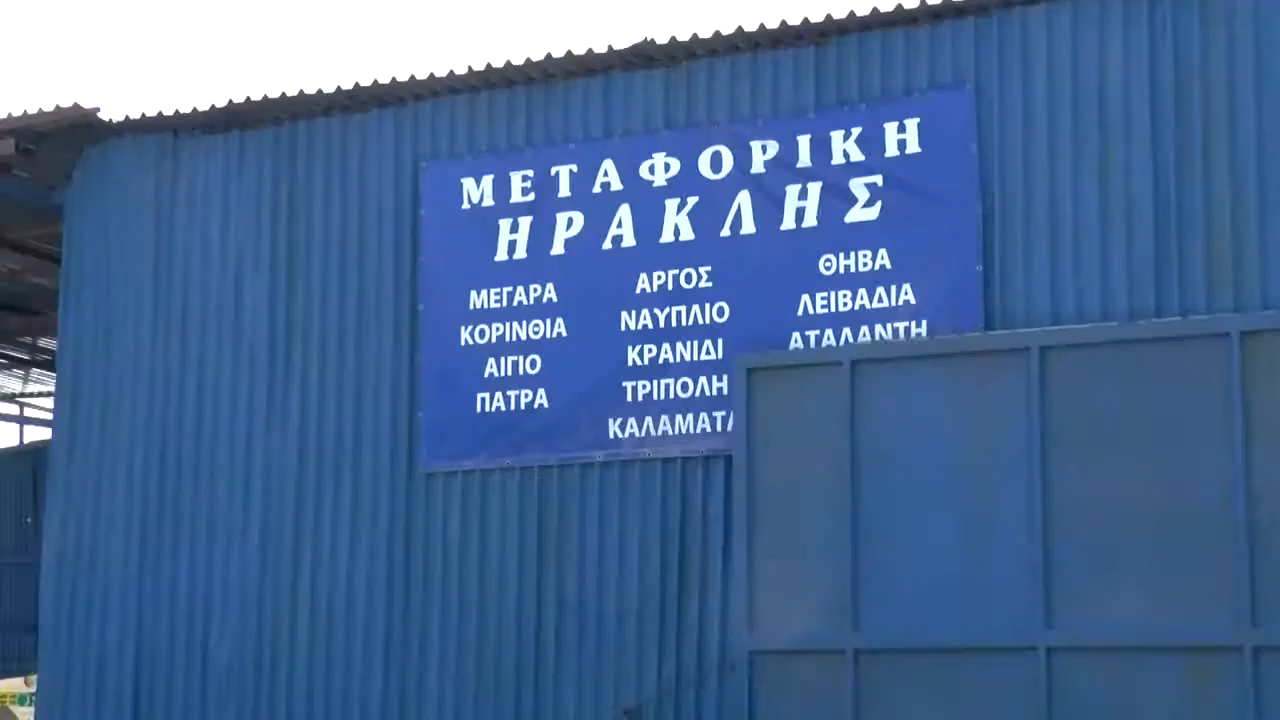 ΜΕΤΑΦΟΡΙΚΗ
ΗΡΑΚΛΗΣ
ΜΕΓΑΡΑ
ΚΟΡΙΝΘΙΑ
ΑΙΓΙΟ
ΠΑΤΡΑ
ΑΡΓΟΣ
ΝΑΥΠΛΙΟ
ΚΡΑΝΙΔΙ
ΤΡΙΠΟΛΗ
ΚΑΛΑΜΑΤΑ
ΘΗΒΑ
ΛΕΙΒΑΔΙΑ
ΑΤΑΛΑΝΤΗ